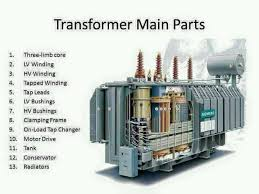 Transformer Main Parts
1. Three-limb core
2. LV Winding
3. HV Winding
4. Tapped Winding
5. Tap Leads
6. LV Bushings
7. HV Bushings
8. Clamping Frame
9. On-Load Tap Changer
10. Motor Drive
11. Tank
12. Conservator
13. Radiators
SIEMENS